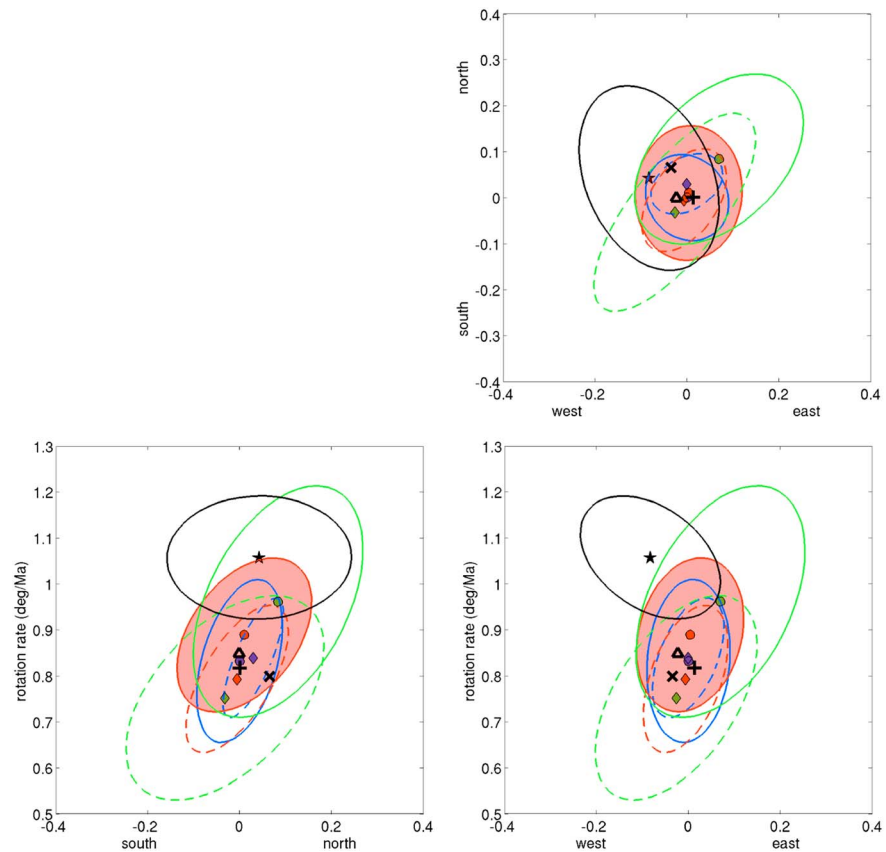 0.4
0.3
0.2
0.1
0
-0.1
-0.2
-0.3
-0.4
north
south
-0.4 -0.2 0 0.2 0.4
west east
1.3
1.2
1.1
1
0.9
0.8
0.7
0.6
0.5
rotation rate (deg/Ma)
-0.4 -0.2 0 0.2 0.4
south north
1.3
1.2
1.1
1
0.9
0.8
0.7
0.6
0.5
rotation rate (deg/Ma)
-0.4 -0.2 0 0.2 0.4
west east